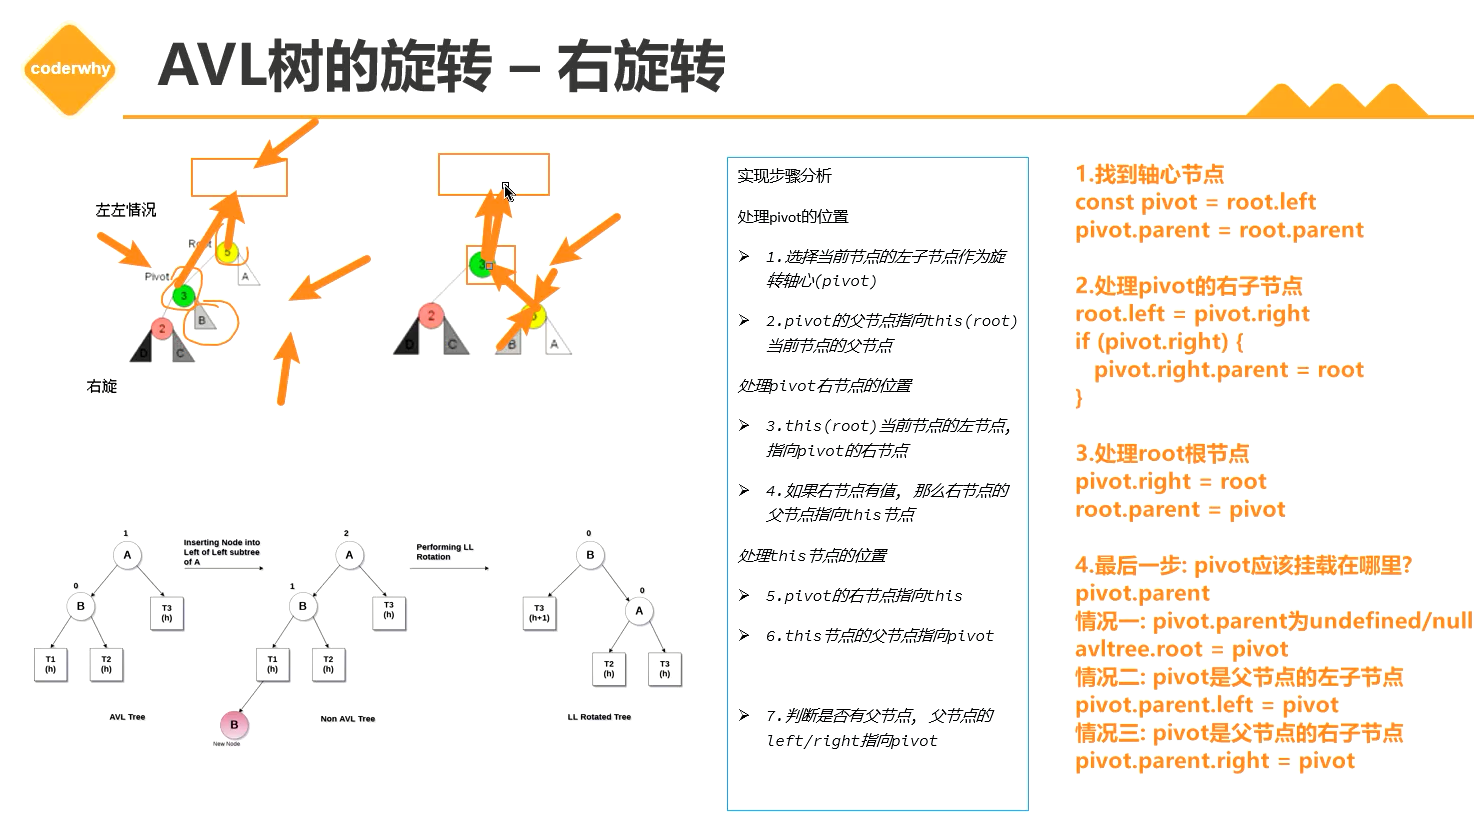 coderwhy
AVL树的旋转 – 右旋转
左左情况
Pivot
5
A
3
B
2
D
C
右旋
3
2
D
C
B
A
1
A
0
B
T3
(h)
T1
(h)
T2
(h)
AVL Tree
Inserting Node into
Left of Left subtree
of A
2
A
1
B
T3
(h)
T1
(h)
T2
(h)
B
New Node
Non AVL Tree
Performing LL
Rotation
0
B
0
A
T3
(h+1)
T2
(h)
T3
(h)
LL Rotated Tree
实现步骤分析
处理pivot的位置
➢ 1.选择当前节点的左子节点作为旋
转轴心(pivot)
➢ 2.pivot的父节点指向this(root)
当前节点的父节点
处理pivot右节点的位置
➢ 3.this(root)当前节点的左节点,
指向pivot的右节点
➢ 4.如果右节点有值, 那么右节点的
父节点指向this节点
处理this节点的位置
➢ 5.pivot的右节点指向this
➢ 6.this节点的父节点指向pivot
➢ 7.判断是否有父节点, 父节点的
left/right指向pivot
1.找到轴心节点
const pivot = root.left
pivot.parent = root.parent
2.处理pivot的右子节点
root.left = pivot.right
if (pivot.right) {
pivot.right.parent = root
}
3.处理root根节点
pivot.right = root
root.parent = pivot
4.最后一步: pivot应该挂载在哪里?
pivot.parent
情况一: pivot.parent为undefined/null
avltree.root = pivot
情况二: pivot是父节点的左子节点
pivot.parent.left = pivot
情况三: pivot是父节点的右子节点
pivot.parent.right = pivot